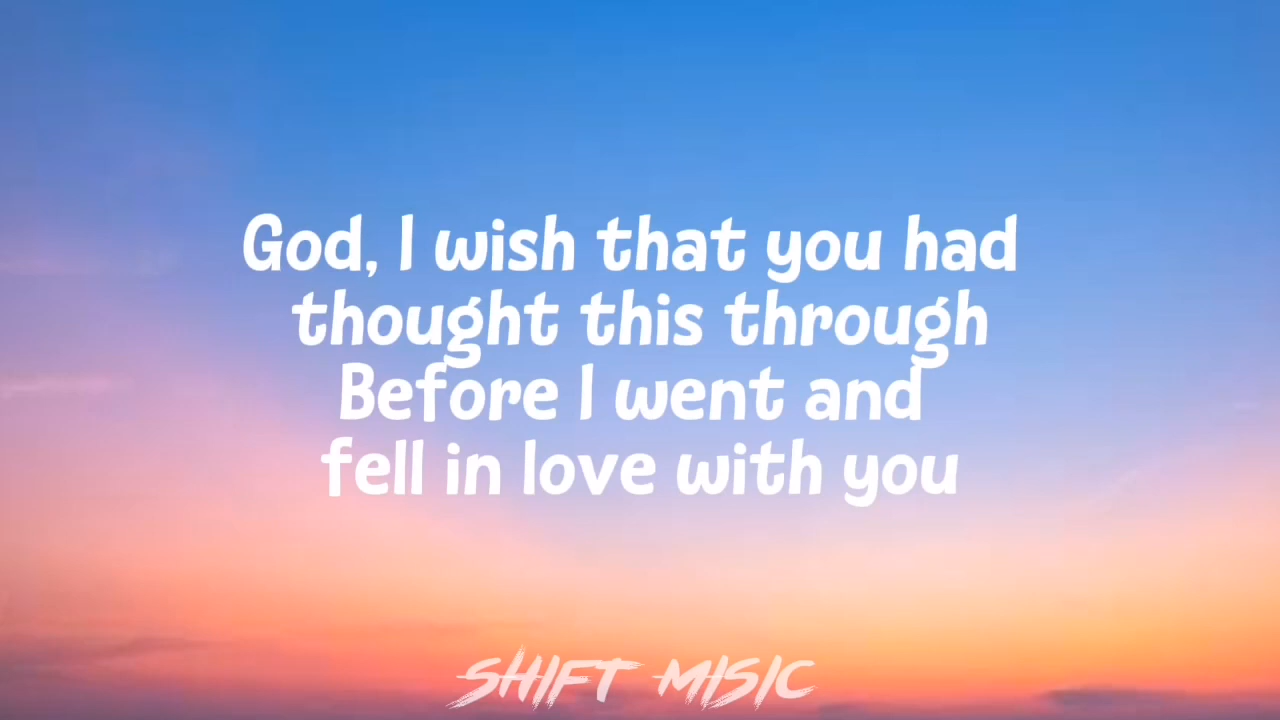 God, I wish that you had
thought this through
Before I went and
fell in love with you
SHIFT MISIC